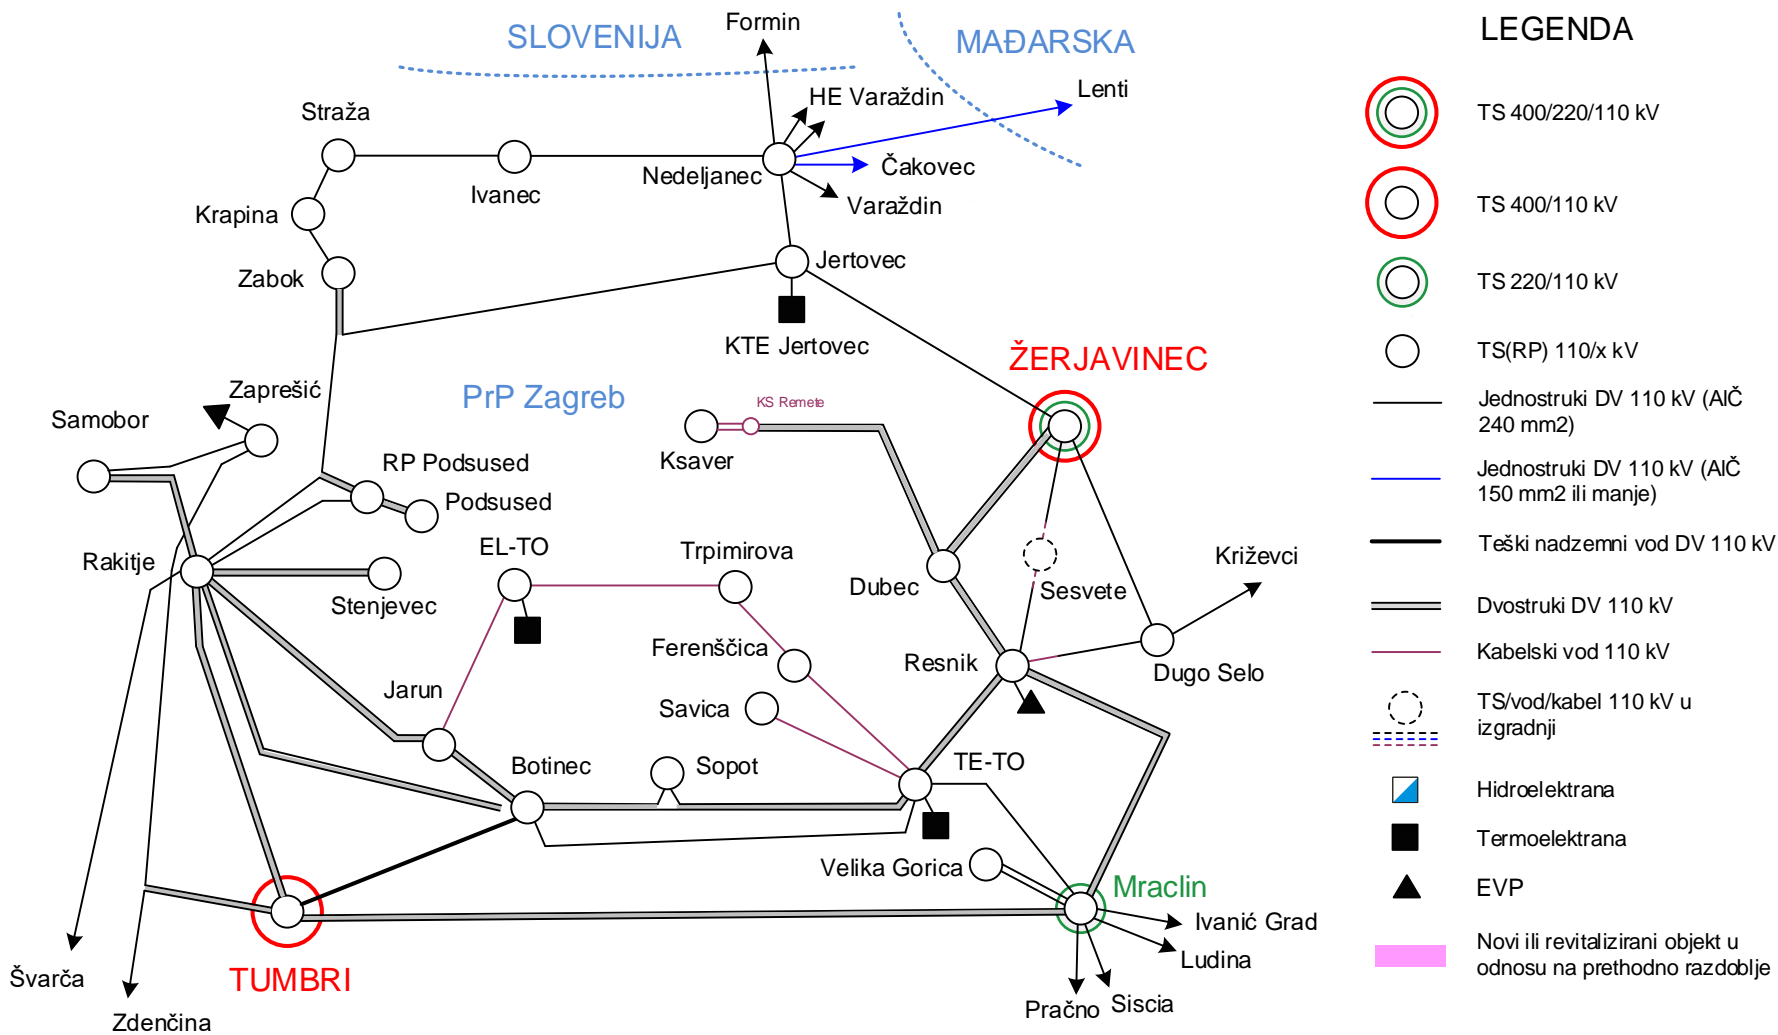 Formin
SLOVENIJA
MAĐARSKA
LEGENDA
HE Varaždin
Lenti
Straža
TS 400/220/110 kV
Nedeljanec
Čakovec
Ivanec
Varaždin
Krapina
TS 400/110 kV
Zabok
Jertovec
TS 220/110 kV
KTE Jertovec
ŽERJAVINEC
TS(RP) 110/x kV
Zaprešić
PrP Zagreb
KS Remete
Jednostruki DV 110 kV (AlČ
240 mm2)
Samobor
Ksaver
RP Podsused
Podsused
Jednostruki DV 110 kV (AlČ
150 mm2 ili manje)
EL-TO
Trpimirova
Križevci
Teški nadzemni vod DV 110 kV
Rakitje
Stenjevec
Dubec
Sesvete
Dvostruki DV 110 kV
Ferenščica
Resnik
Dugo Selo
Kabelski vod 110 kV
Jarun
Savica
TS/vod/kabel 110 kV u
izgradnji
Botinec
Sopot
TE-TO
Hidroelektrana
Termoelektrana
Velika Gorica
Mraclin
EVP
Ivanić Grad
Ludina
Novi ili revitalizirani objekt u
odnosu na prethodno razdoblje
Švarča
TUMBRI
Pračno
Siscia
Zdenčina